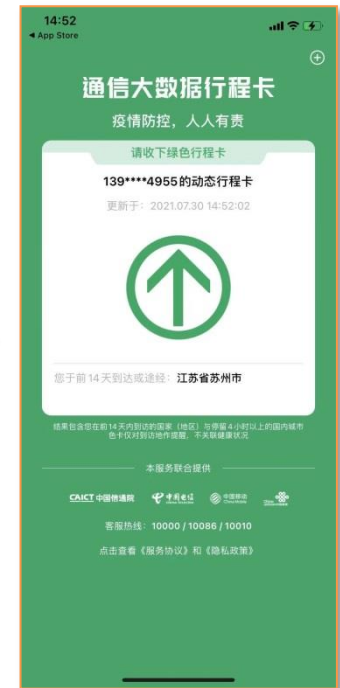 14:52
◀ App Store
通信大数据行程卡
疫情防控，人人有责
请收下绿色行程卡
139****4955的动态行程卡
更新于：2021.07.30 14:52:02
您于前14天到达或途经：江苏省苏州市
结果包含您在前14天内到访的国家（地区）与停留4小时以上的国内城市
色卡仅对到访地作提醒，不关联健康状况
本服务联合提供
CAICT 中国信通院 中国电信 中国移动
客服热线：10000 / 10086 / 10010
点击查看《服务协议》和《隐私政策》